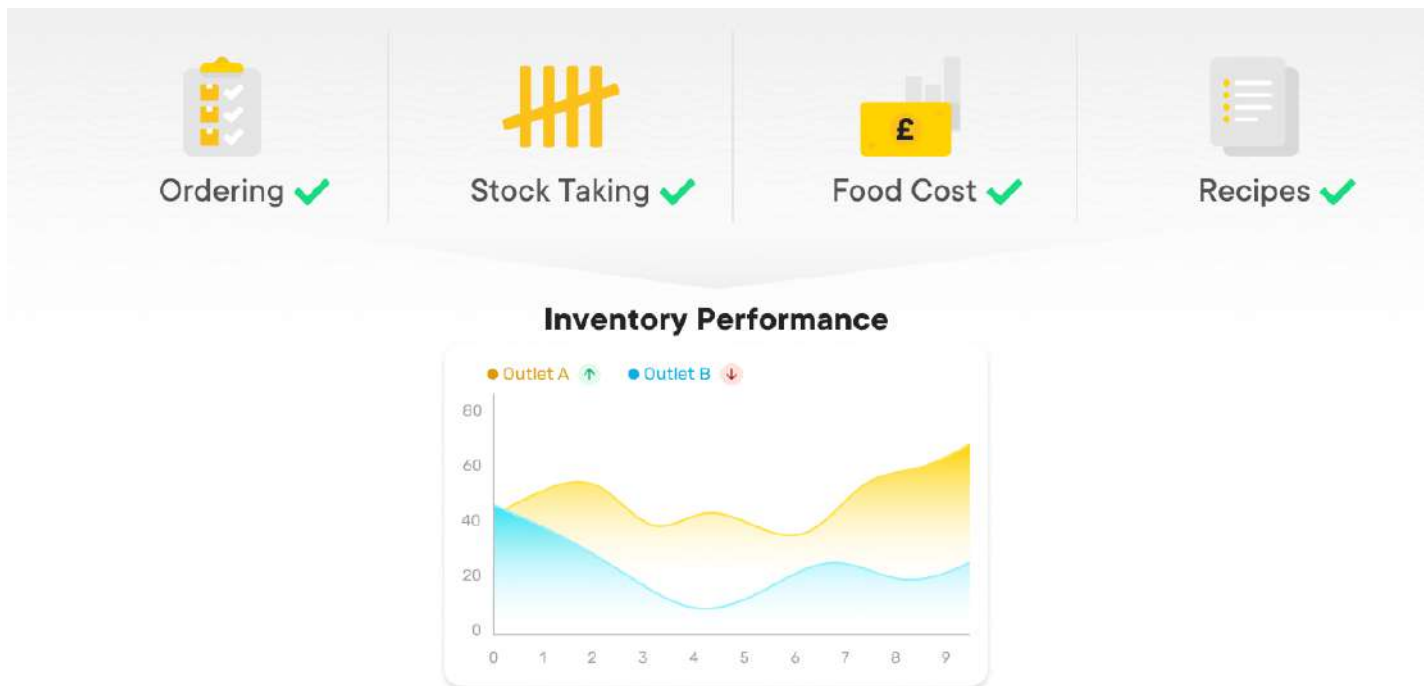 £
Ordering
Stock Taking
Food Cost
Recipes
Inventory Performance
Outlet A
Outlet B
80
60
40
20
0
0 1 2 3 4 5 6 7 8 9